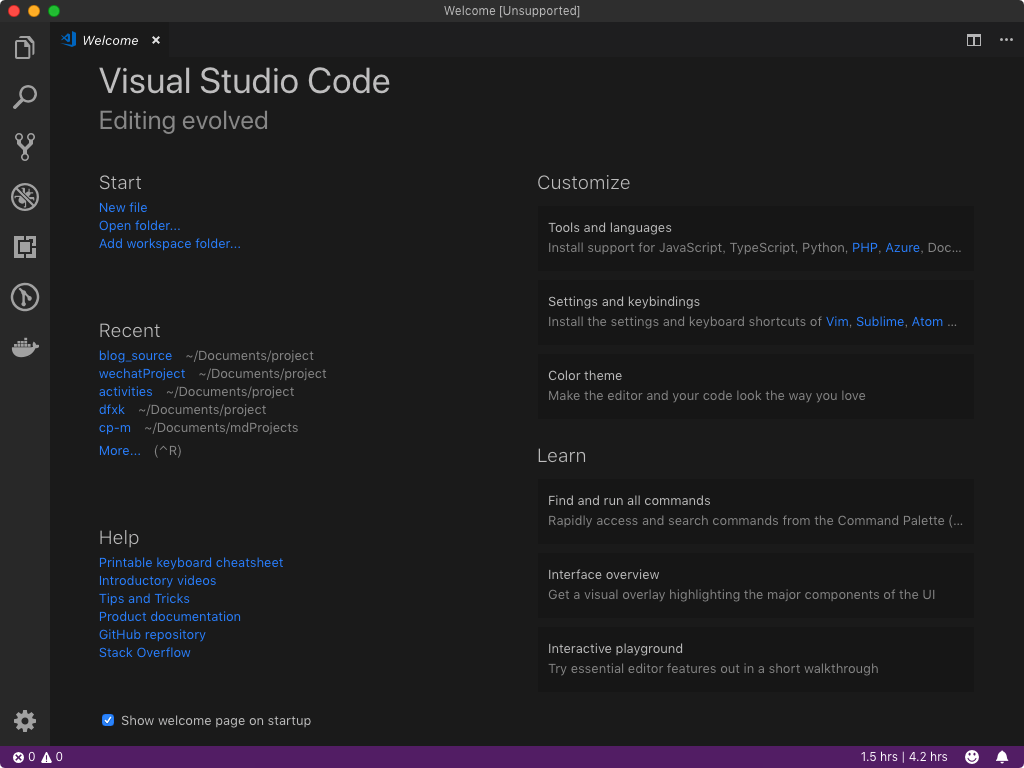 Welcome [Unsupported]
Welcome
Visual Studio Code
Editing evolved
Start
New file
Open folder...
Add workspace folder...
Recent
blog_source ~/Documents/project
wechatProject ~/Documents/project
activities ~/Documents/project
dfxk ~/Documents/project
cp-m ~/Documents/mdProjects
More... (^R)
Help
Printable keyboard cheatsheet
Introductory videos
Tips and Tricks
Product documentation
GitHub repository
Stack Overflow
Show welcome page on startup
Customize
Tools and languages
Install support for JavaScript, TypeScript, Python, PHP, Azure, Doc...
Settings and keybindings
Install the settings and keyboard shortcuts of Vim, Sublime, Atom ...
Color theme
Make the editor and your code look the way you love
Learn
Find and run all commands
Rapidly access and search commands from the Command Palette (...
Interface overview
Get a visual overlay highlighting the major components of the UI
Interactive playground
Try essential editor features out in a short walkthrough
0 0
1.5 hrs | 4.2 hrs